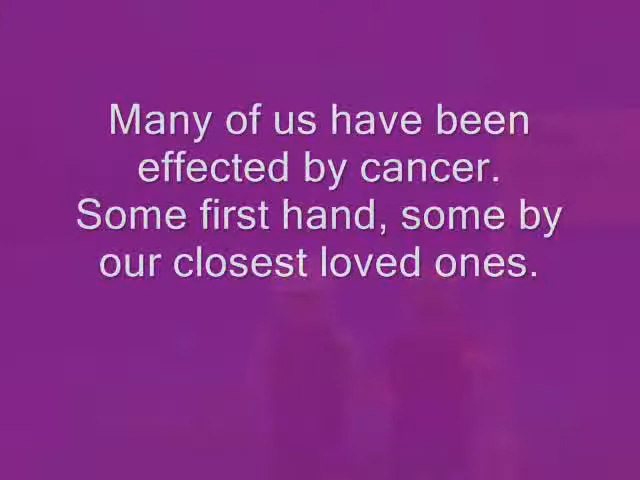 Many of us have been
effected by cancer.
Some first hand, some by
our closest loved ones.